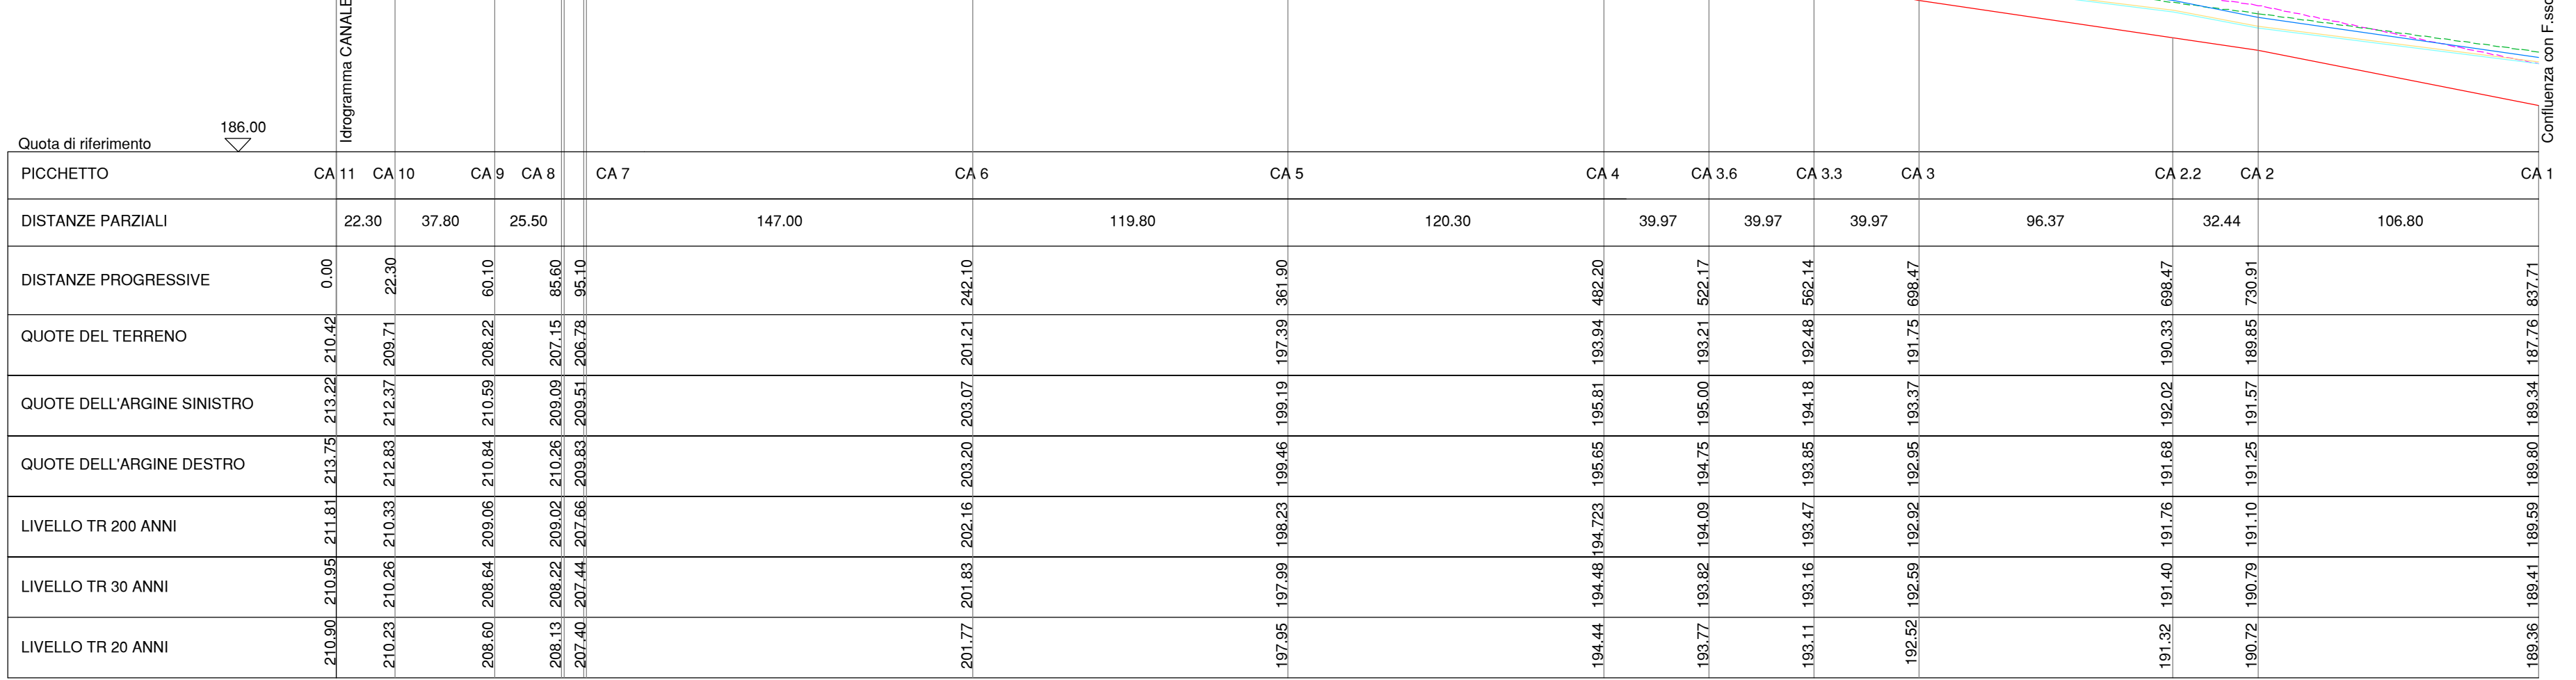 Idrogramma CANALE
Confluenza con F.sso
186.00
Quota di riferimento
PICCHETTO CA 11 CA 10 CA 9 CA 8 CA 7 CA 6 CA 5 CA 4 CA 3.6 CA 3.3 CA 3 CA 2.2 CA 2 CA 1
DISTANZE PARZIALI 22.30 37.80 25.50 147.00 119.80 120.30 39.97 39.97 39.97 96.37 32.44 106.80
DISTANZE PROGRESSIVE 0.00 22.30 60.10 85.60 95.10 242.10 361.90 482.20 522.17 562.14 698.47 698.47 730.91 837.71
QUOTE DEL TERRENO 210.42 209.71 208.22 207.15 206.78 201.21 197.39 193.94 193.21 192.48 191.75 190.33 189.85 187.76
QUOTE DELL'ARGINE SINISTRO 213.22 212.37 210.59 209.09 209.51 203.07 199.19 195.81 195.00 194.18 193.37 192.02 191.57 189.34
QUOTE DELL'ARGINE DESTRO 213.75 212.83 210.84 210.26 209.83 203.20 199.46 195.65 194.75 193.85 192.95 191.68 191.25 189.80
LIVELLO TR 200 ANNI 211.81 210.33 209.06 209.02 207.66 202.16 198.23 194.723 194.09 193.47 192.92 191.76 191.10 189.59
LIVELLO TR 30 ANNI 210.95 210.26 208.64 208.22 207.44 201.83 197.99 194.48 193.82 193.16 192.59 191.40 190.79 189.41
LIVELLO TR 20 ANNI 210.90 210.23 208.60 208.13 207.40 201.77 197.95 194.44 193.77 193.11 192.52 191.32 190.72 189.36